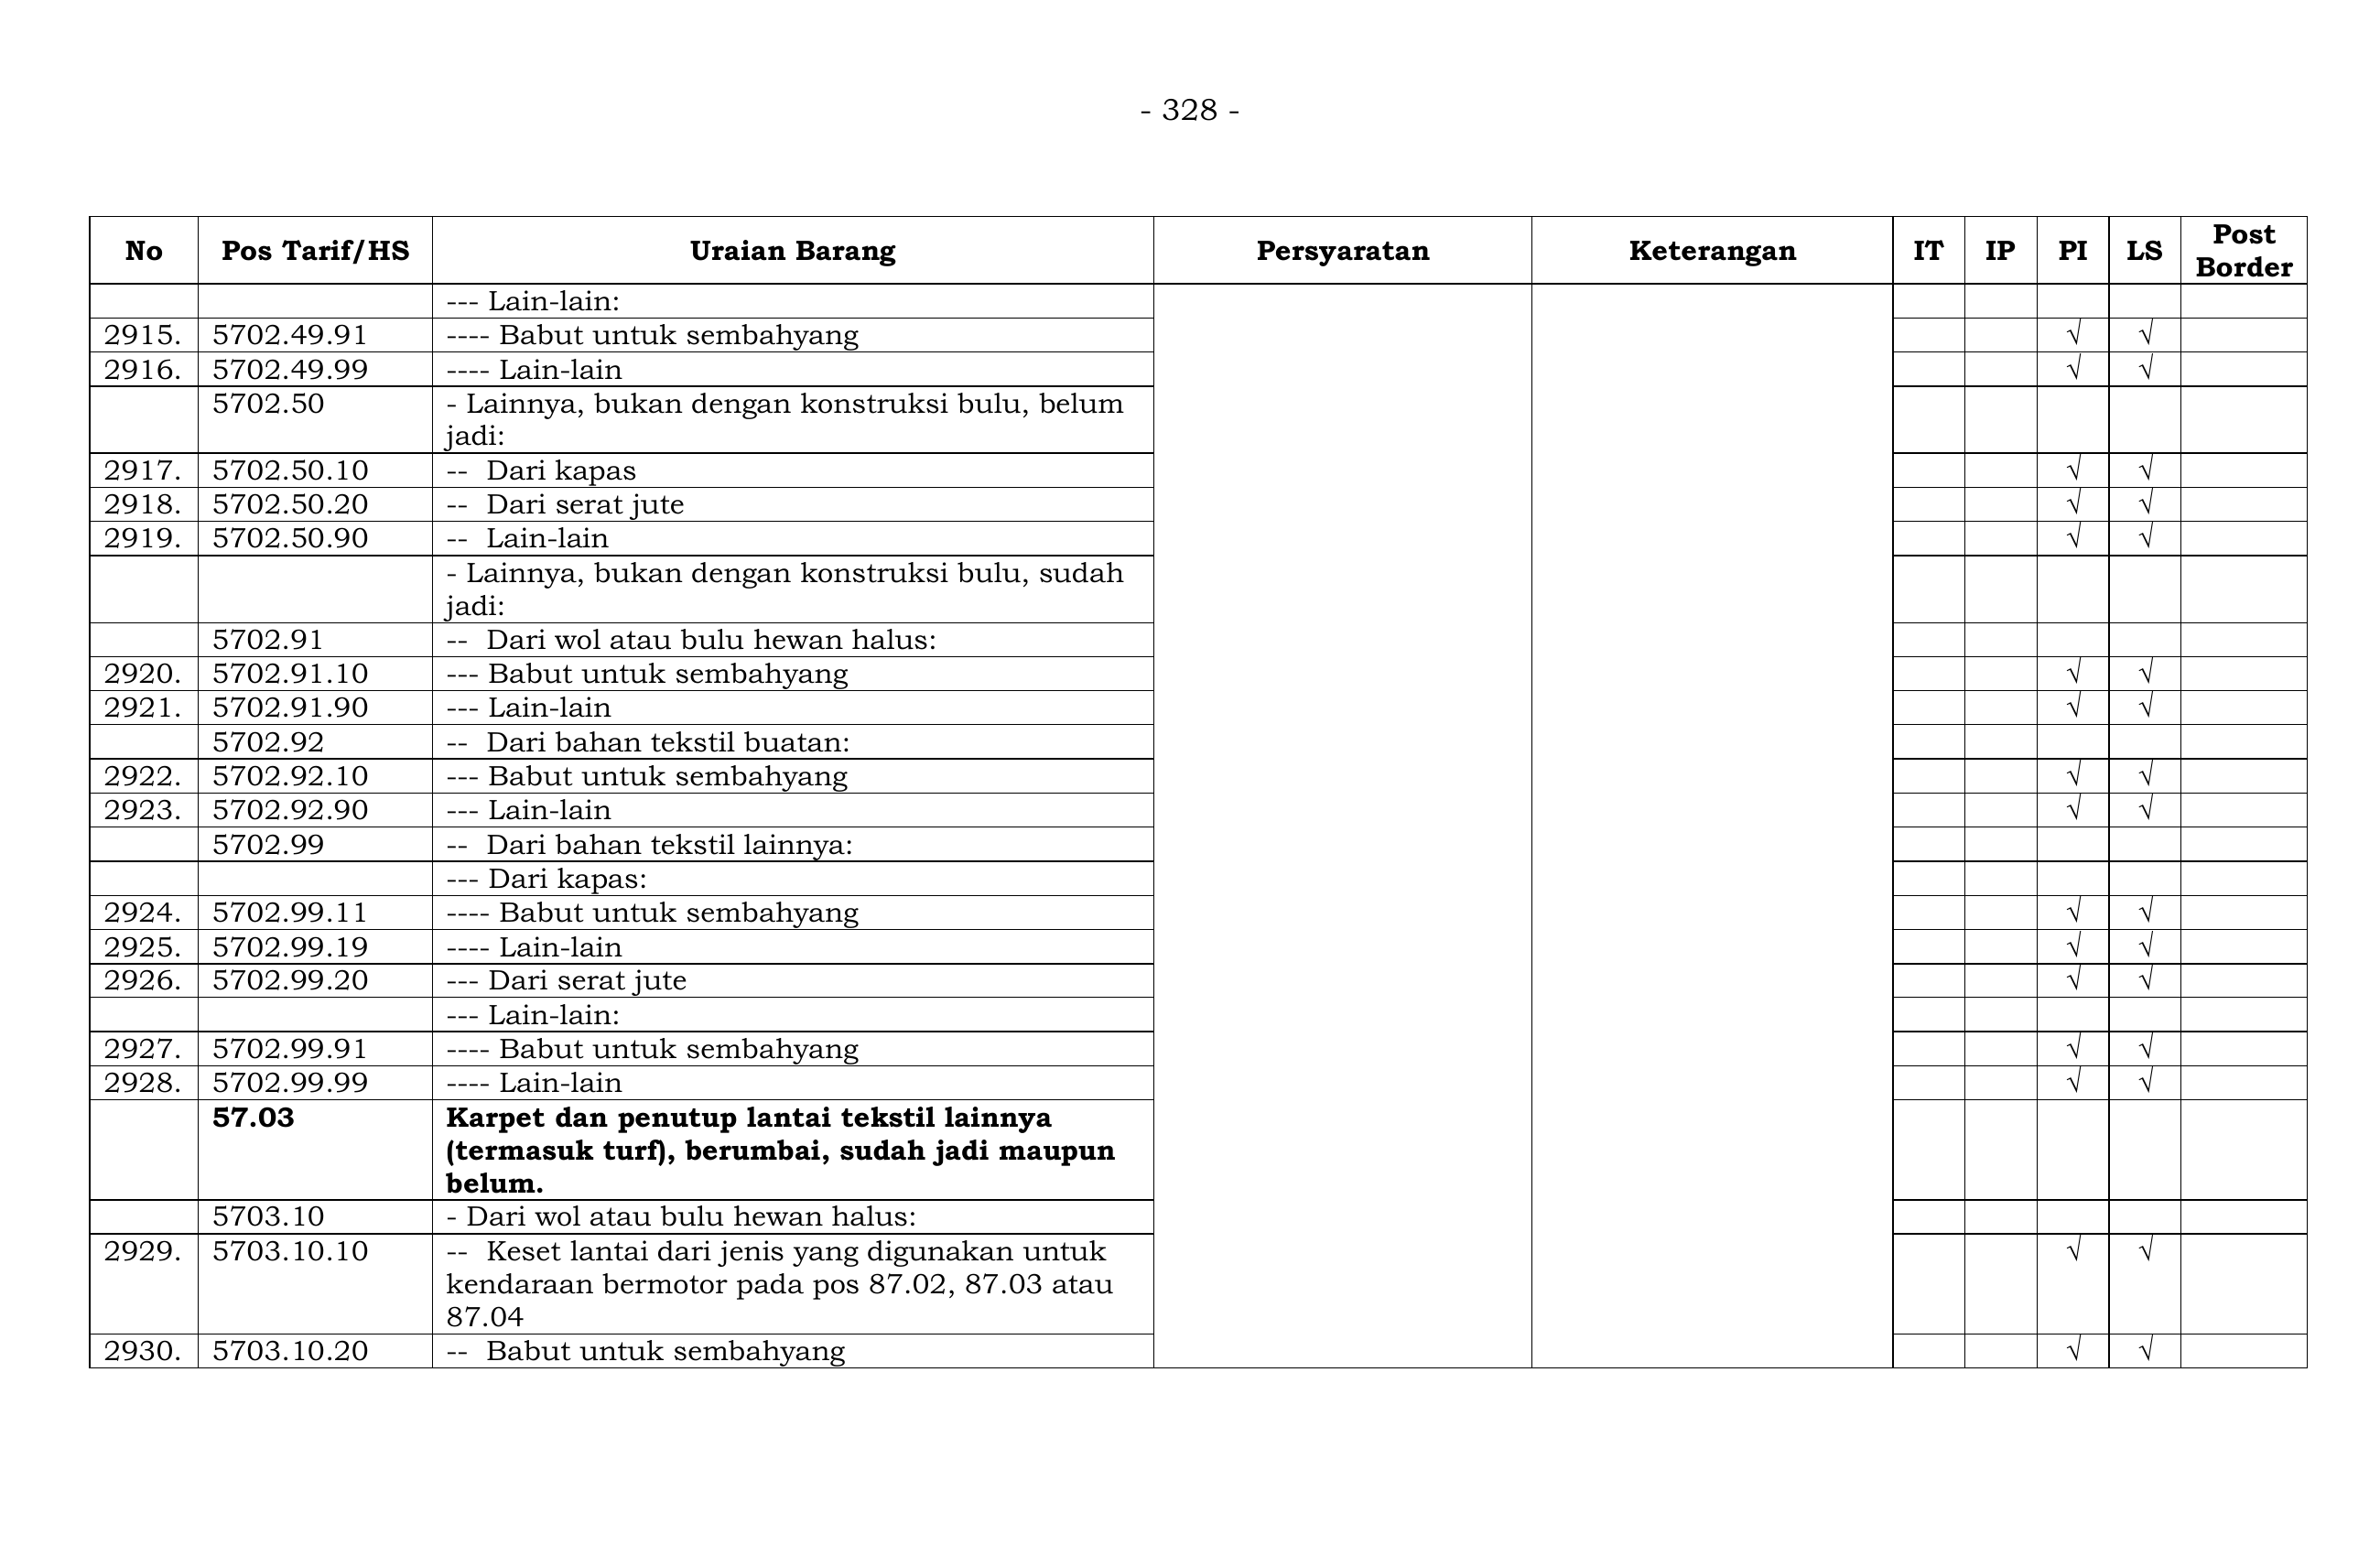 - 328 -
No Pos Tarif/HS Uraian Barang Persyaratan Keterangan IT IP PI LS Post Border
--- Lain-lain:
2915. 5702.49.91 ---- Babut untuk sembahyang √ √
2916. 5702.49.99 ---- Lain-lain √ √
5702.50 - Lainnya, bukan dengan konstruksi bulu, belum
jadi:
2917. 5702.50.10 -- Dari kapas √ √
2918. 5702.50.20 -- Dari serat jute √ √
2919. 5702.50.90 -- Lain-lain √ √
- Lainnya, bukan dengan konstruksi bulu, sudah
jadi:
5702.91 -- Dari wol atau bulu hewan halus:
2920. 5702.91.10 --- Babut untuk sembahyang √ √
2921. 5702.91.90 --- Lain-lain √ √
5702.92 -- Dari bahan tekstil buatan:
2922. 5702.92.10 --- Babut untuk sembahyang √ √
2923. 5702.92.90 --- Lain-lain √ √
5702.99 -- Dari bahan tekstil lainnya:
--- Dari kapas:
2924. 5702.99.11 ---- Babut untuk sembahyang √ √
2925. 5702.99.19 ---- Lain-lain √ √
2926. 5702.99.20 --- Dari serat jute √ √
--- Lain-lain:
2927. 5702.99.91 ---- Babut untuk sembahyang √ √
2928. 5702.99.99 ---- Lain-lain √ √
57.03 Karpet dan penutup lantai tekstil lainnya
(termasuk turf), berumbai, sudah jadi maupun
belum.
5703.10 - Dari wol atau bulu hewan halus:
2929. 5703.10.10 -- Keset lantai dari jenis yang digunakan untuk √ √
kendaraan bermotor pada pos 87.02, 87.03 atau
87.04
2930. 5703.10.20 -- Babut untuk sembahyang √ √